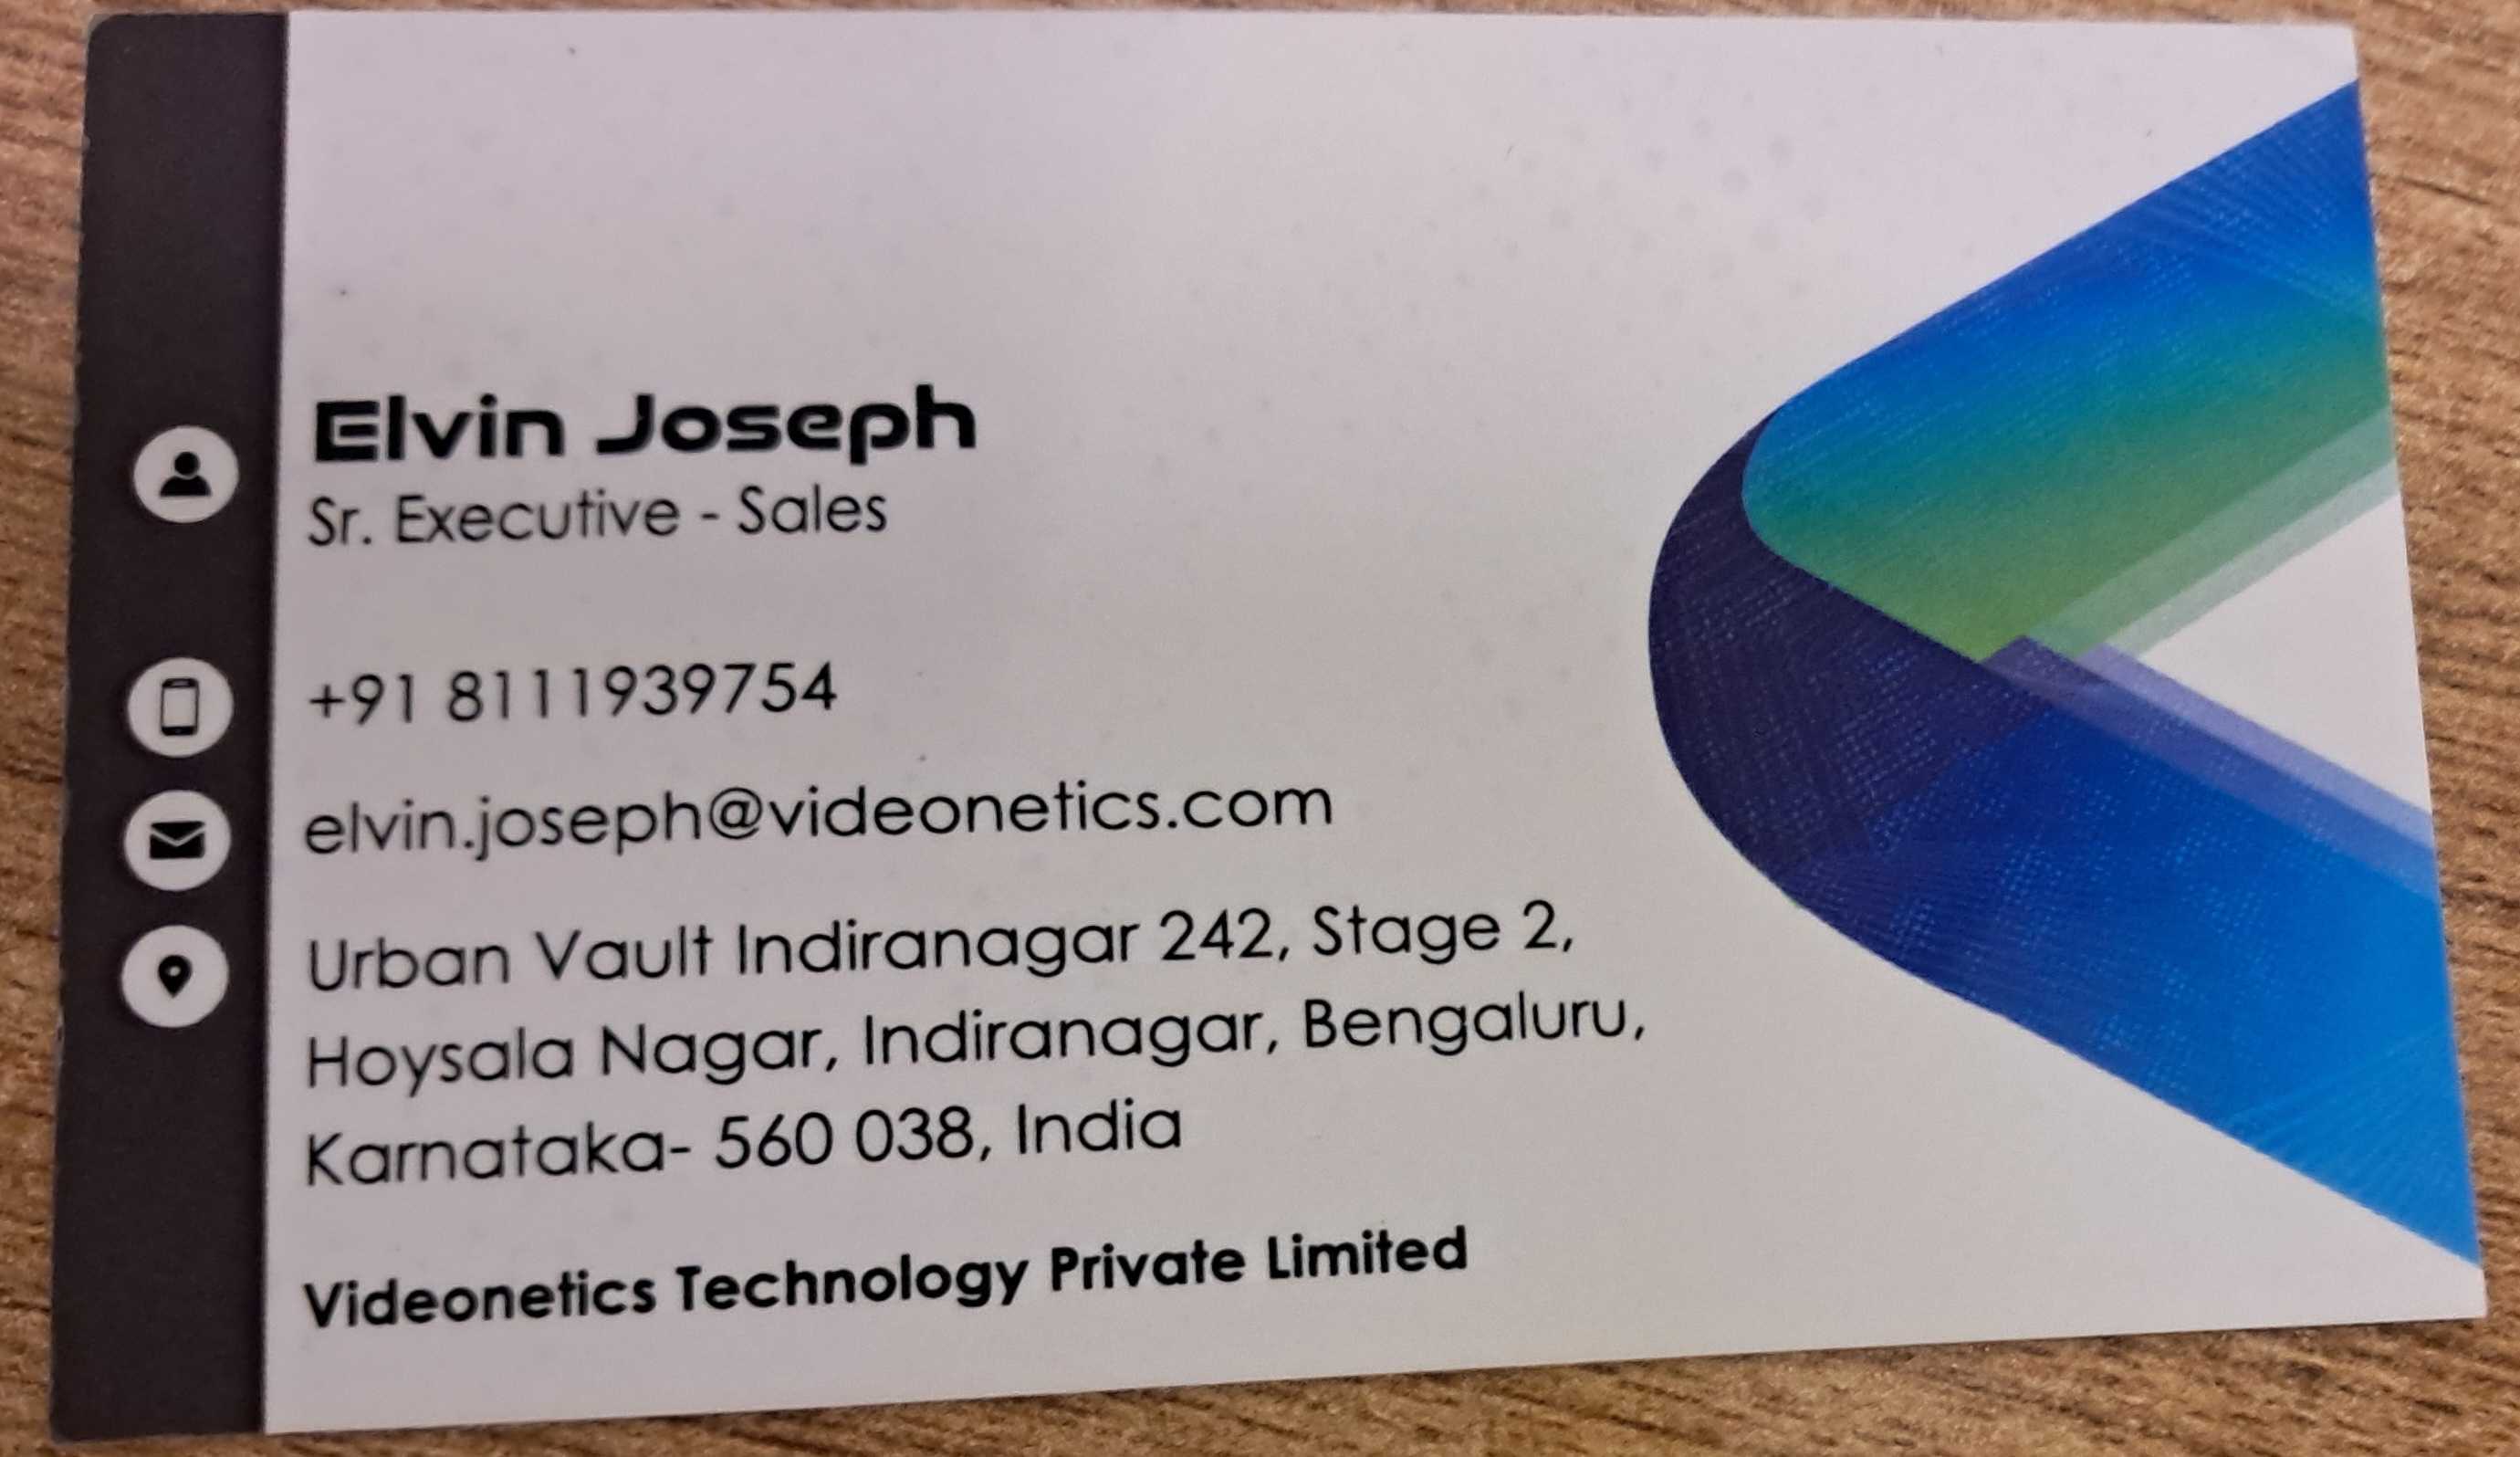 Elvin Joseph
Sr. Executive - Sales
+91 8111939754
elvin.joseph@videonetics.com
Urban Vault Indiranagar 242, Stage 2,
Hoysala Nagar, Indiranagar, Bengaluru,
Karnataka- 560 038, India
Videonetics Technology Private Limited